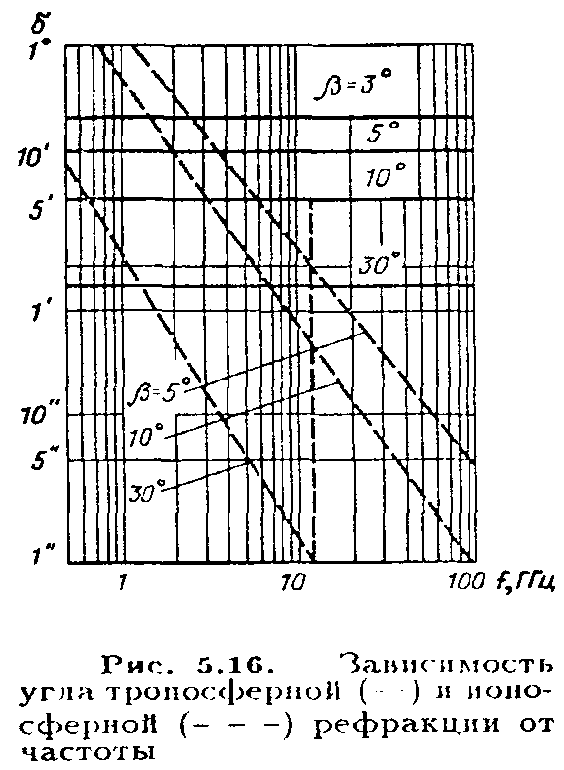 δ
1°
10′
5′
1′
10″
5″
1″
β=3°
5°
10°
30°
β=5°
10°
30°
1 10 100 f, ГГц
Рис. 5.16. Зависимость
угла тропосферной (– –) и ионо-
сферной (– – –) рефракции от
частоты